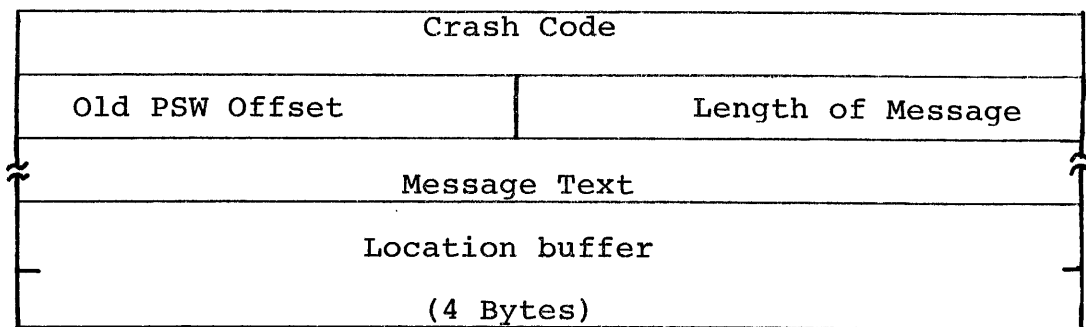 Crash Code
Old PSW Offset Length of Message
Message Text
Location buffer
(4 Bytes)